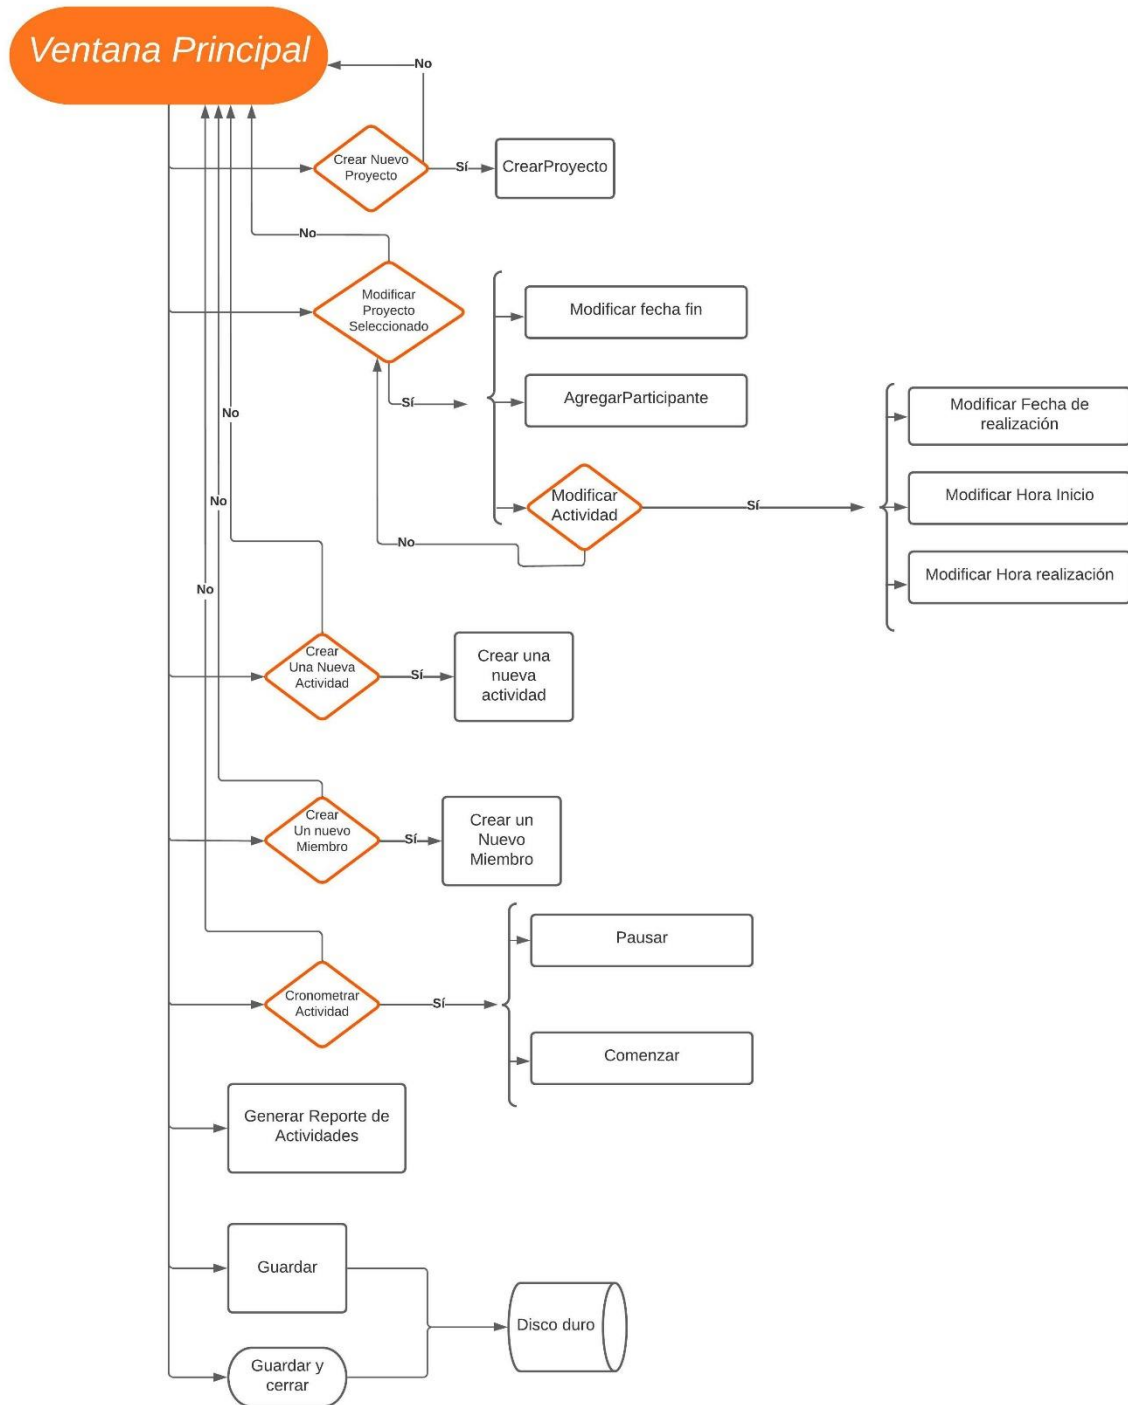 Ventana Principal
No
Crear Nuevo
Proyecto
Sí
CrearProyecto
No
Modificar
Proyecto
Seleccionado
Sí
Modificar fecha fin
AgregarParticipante
Modificar
Actividad
No
Sí
Modificar Fecha de
realización
Modificar Hora Inicio
Modificar Hora realización
No
Crear
Una Nueva
Actividad
Sí
Crear una
nueva
actividad
No
Crear
Un nuevo
Miembro
Sí
Crear un
Nuevo
Miembro
No
Cronometrar
Actividad
Sí
Pausar
Comenzar
Generar Reporte de
Actividades
Guardar
Guardar y
cerrar
Disco duro